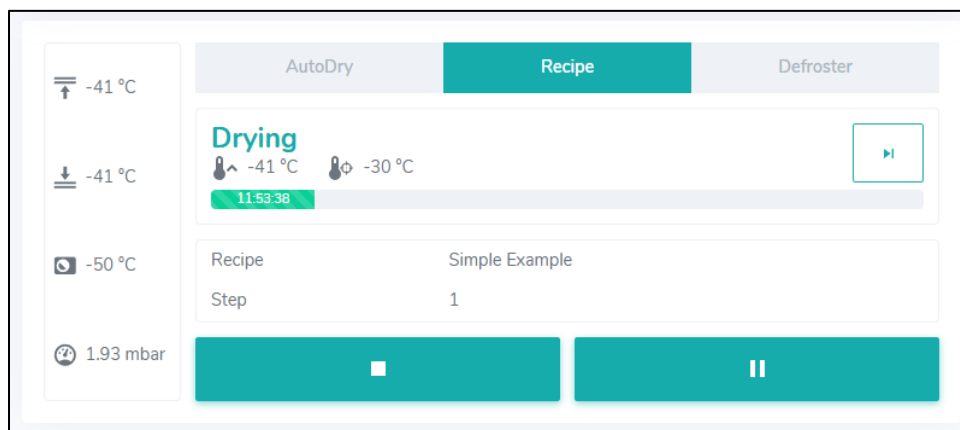 -41 °C
-41 °C
-50 °C
1.93 mbar
AutoDry Recipe Defroster
Drying
-41 °C -30 °C
11:53:38
Recipe Simple Example
Step 1